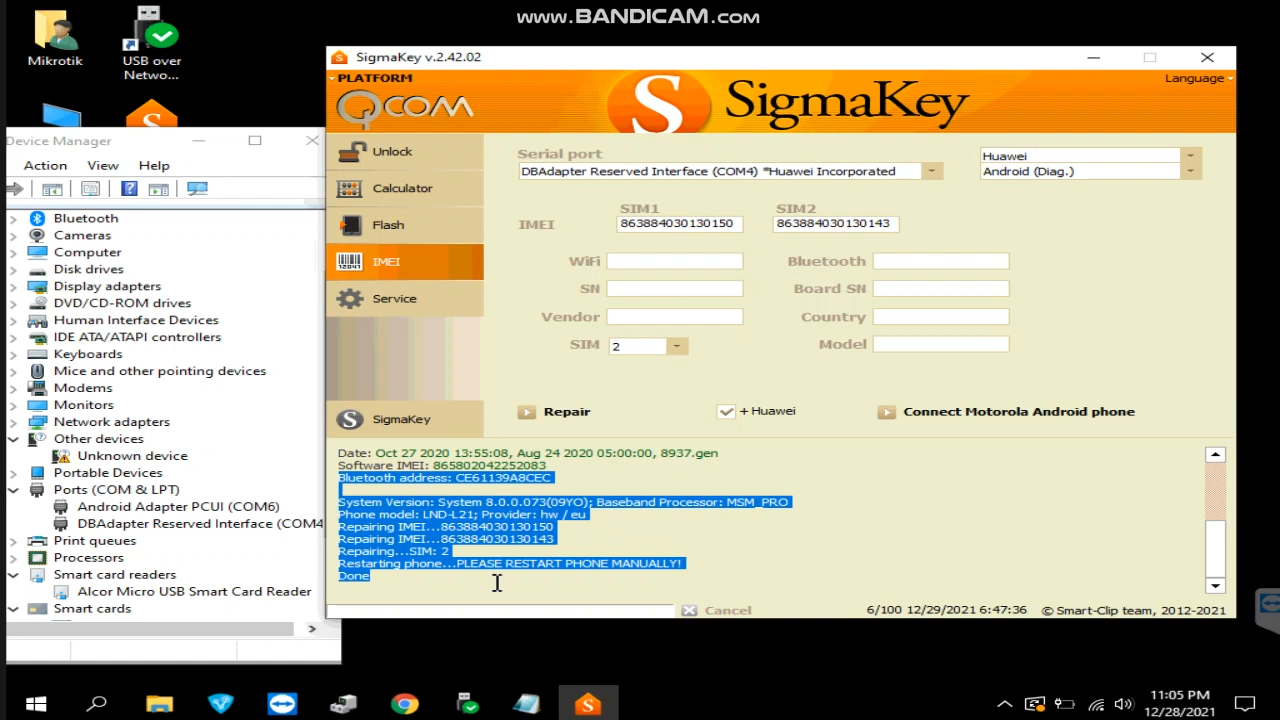 www.BANDICAM.com
Mikrotik
USB over
Netwo...
Device Manager
Action View Help
Bluetooth
Cameras
Computer
Disk drives
Display adapters
DVD/CD-ROM drives
Human Interface Devices
IDE ATA/ATAPI controllers
Keyboards
Mice and other pointing devices
Modems
Monitors
Network adapters
Other devices
Unknown device
Portable Devices
Ports (COM & LPT)
Android Adapter PCUI (COM6)
DBAdapter Reserved Interface (COM4
Print queues
Processors
Smart card readers
Alcor Micro USB Smart Card Reader
Smart cards
SigmaKey v.2.42.02
PLATFORM
QCOM
S SigmaKey
Language
Unlock
Calculator
Flash
IMEI
Service
SigmaKey
Serial port
DBAdapter Reserved Interface (COM4) *Huawei Incorporated
Huawei
Android (Diag.)
SIM1 SIM2
IMEI 863884030130150 863884030130143
WiFi Bluetooth
SN Board SN
Vendor Country
SIM 2 Model
Repair + Huawei Connect Motorola Android phone
Date: Oct 27 2020 13:55:08, Aug 24 2020 05:00:00, 8937.gen
Software IMEI: 865802042252083
Bluetooth address: CE61139A8CEC
System Version: System 8.0.0.073(09YO); Baseband Processor: MSM_PRO
Phone model: LND-L21; Provider: hw / eu
Repairing IMEI...863884030130150
Repairing IMEI...863884030130143
Repairing...SIM: 2
Restarting phone...PLEASE RESTART PHONE MANUALLY!
Done
Cancel 6/100 12/29/2021 6:47:36 © Smart-Clip team, 2012-2021
11:05 PM
12/28/2021